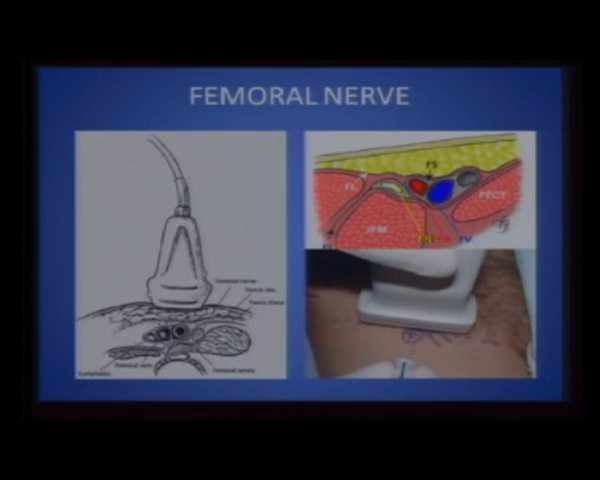 FEMORAL NERVE
Femoral nerve
Fascia lata
Fascia iliaca
Femoral vein
Femoral artery
Lymphatics
FS
FL
PECT
IPM
FN FA FV